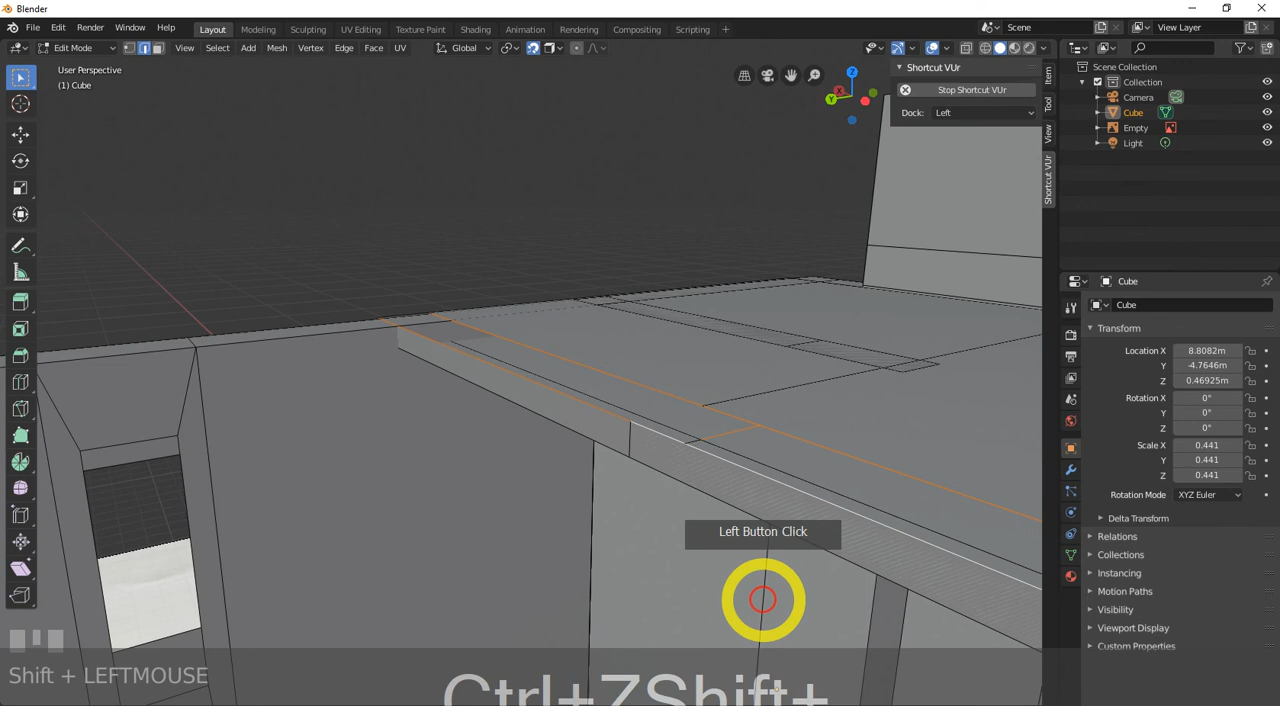 Blender
File Edit Render Window Help
Layout Modeling Sculpting UV Editing Texture Paint Shading Animation Rendering Compositing Scripting +
Scene
View Layer
Edit Mode View Select Add Mesh Vertex Edge Face UV Global
User Perspective
(1) Cube
Z
X
Y
Shortcut VUr
Stop Shortcut VUr
Dock: Left
Item
Tool
View
Shortcut VUr
Scene Collection
Collection
Camera
Cube
Empty
Light
Cube
Cube
Transform
Location X 8.8082m
Y -4.7646m
Z 0.46925m
Rotation X 0°
Y 0°
Z 0°
Scale X 0.441
Y 0.441
Z 0.441
Rotation Mode XYZ Euler
Delta Transform
Relations
Collections
Instancing
Motion Paths
Visibility
Viewport Display
Custom Properties
Left Button Click
Shift + LEFTMOUSE
Ctrl+ZShift+